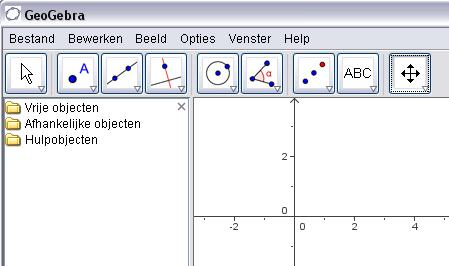 GeoGebra
Bestand Bewerken Beeld Opties Venster Help
A α ABC
Vrije objecten
Afhankelijke objecten
Hulpobjecten
2
0
-2 0 2 4